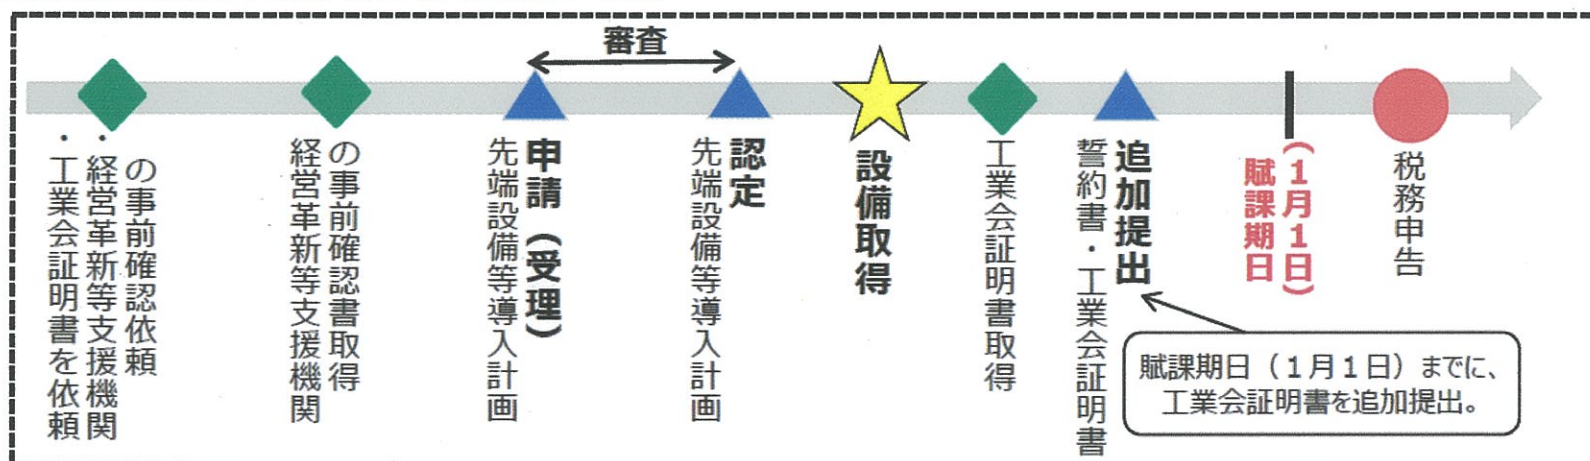 審査
の事前確認依頼
・経営革新等支援機関
・工業会証明書を依頼
の事前確認書取得
経営革新等支援機関
申請（受理）
先端設備等導入計画
認定
先端設備等導入計画
設備取得
工業会証明書取得
追加提出
誓約書・工業会証明書
（1月1日）
賦課期日
税務申告
賦課期日（1月1日）までに、
工業会証明書を追加提出。